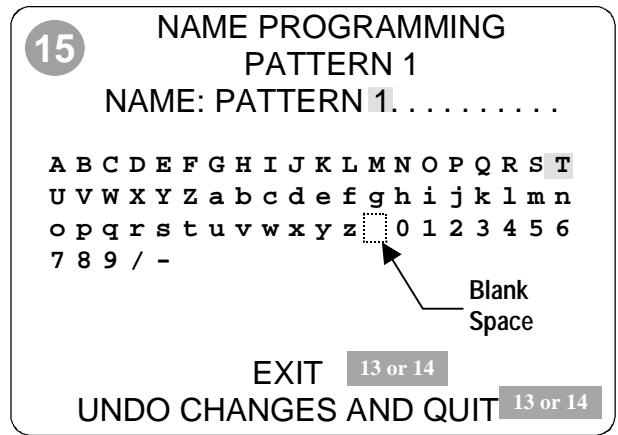 15
NAME PROGRAMMING
PATTERN 1
NAME: PATTERN 1. . . . . . . . . .
A B C D E F G H I J K L M N O P Q R S T
U V W X Y Z a b c d e f g h i j k l m n
o p q r s t u v w x y z 0 1 2 3 4 5 6
7 8 9 / -
Blank
Space
EXIT 13 or 14
UNDO CHANGES AND QUIT 13 or 14